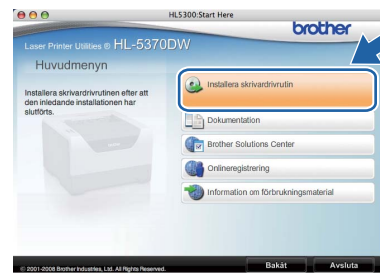 HL5300:Start Here
brother
Laser Printer Utilities © HL-5370DW
Huvudmenyn
Installera skrivardrivrutinen efter att
den inledande installationen har
slutförts.
Installera skrivardrivrutin
Dokumentation
Brother Solutions Center
Onlineregistrering
Information om förbrukningsmaterial
© 2001-2008 Brother Industries, Ltd. All Rights Reserved.
Bakåt
Avsluta